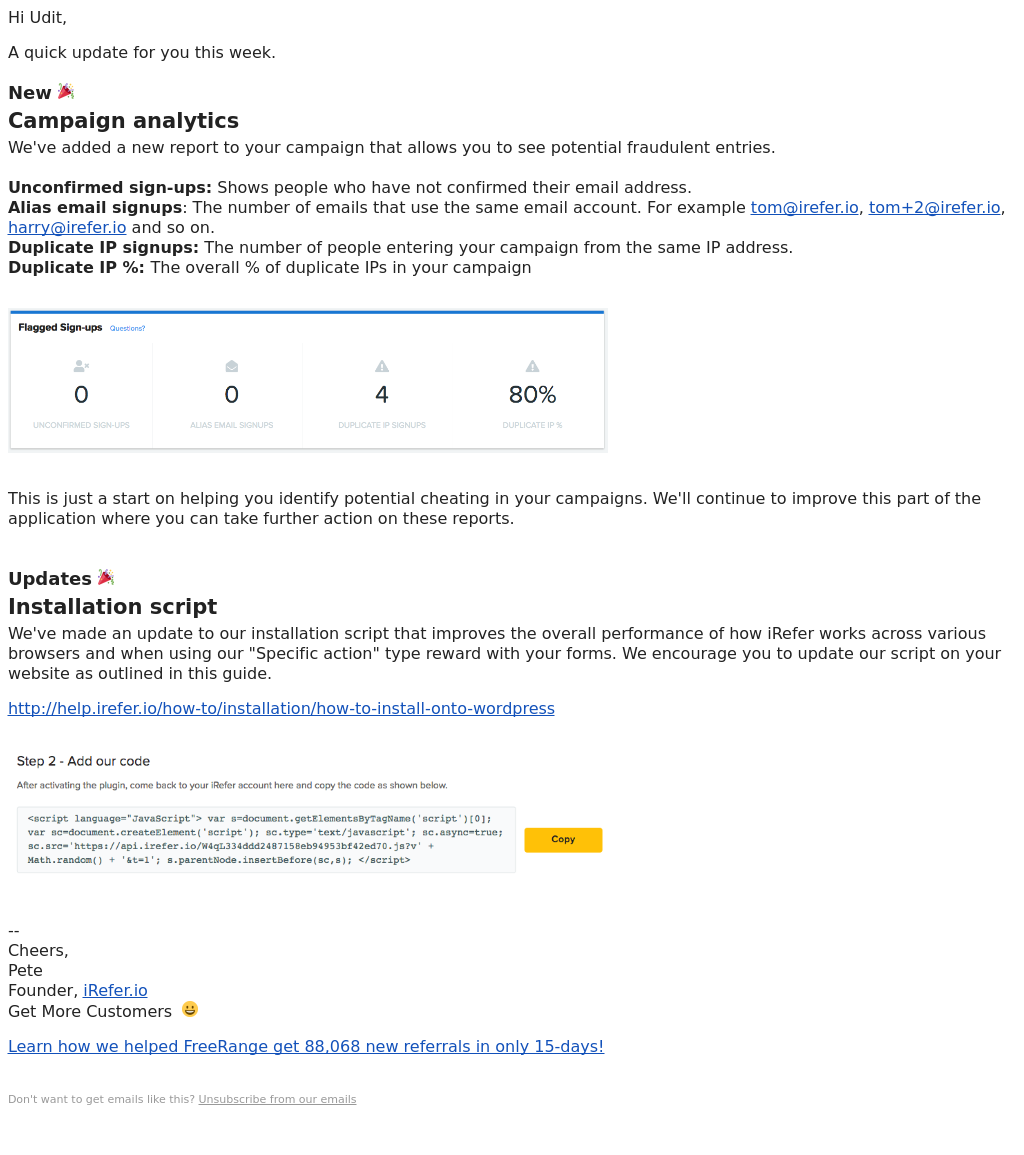 Hi Udit,
A quick update for you this week.
New 🎉
Campaign analytics
We've added a new report to your campaign that allows you to see potential fraudulent entries.
Unconfirmed sign-ups: Shows people who have not confirmed their email address.
Alias email signups: The number of emails that use the same email account. For example tom@irefer.io, tom+2@irefer.io,
harry@irefer.io and so on.
Duplicate IP signups: The number of people entering your campaign from the same IP address.
Duplicate IP %: The overall % of duplicate IPs in your campaign
Flagged Sign-ups Questions?
0 0 4 80%
UNCONFIRMED SIGN-UPS ALIAS EMAIL SIGNUPS DUPLICATE IP SIGNUPS DUPLICATE IP %
This is just a start on helping you identify potential cheating in your campaigns. We'll continue to improve this part of the
application where you can take further action on these reports.
Updates 🎉
Installation script
We've made an update to our installation script that improves the overall performance of how iRefer works across various
browsers and when using our "Specific action" type reward with your forms. We encourage you to update our script on your
website as outlined in this guide.
http://help.irefer.io/how-to/installation/how-to-install-onto-wordpress
Step 2 - Add our code
After activating the plugin, come back to your iRefer account here and copy the code as shown below.
<script language="JavaScript"> var s=document.getElementsByTagName('script')[0];
var sc=document.createElement('script'); sc.type='text/javascript'; sc.async=true;
sc.src='https://api.irefer.io/W4qL334ddd2487158eb94953bf42ed70.js?v' +
Math.random() + '&t=1'; s.parentNode.insertBefore(sc,s); </script>
Copy
--
Cheers,
Pete
Founder, iRefer.io
Get More Customers 😀
Learn how we helped FreeRange get 88,068 new referrals in only 15-days!
Don't want to get emails like this? Unsubscribe from our emails